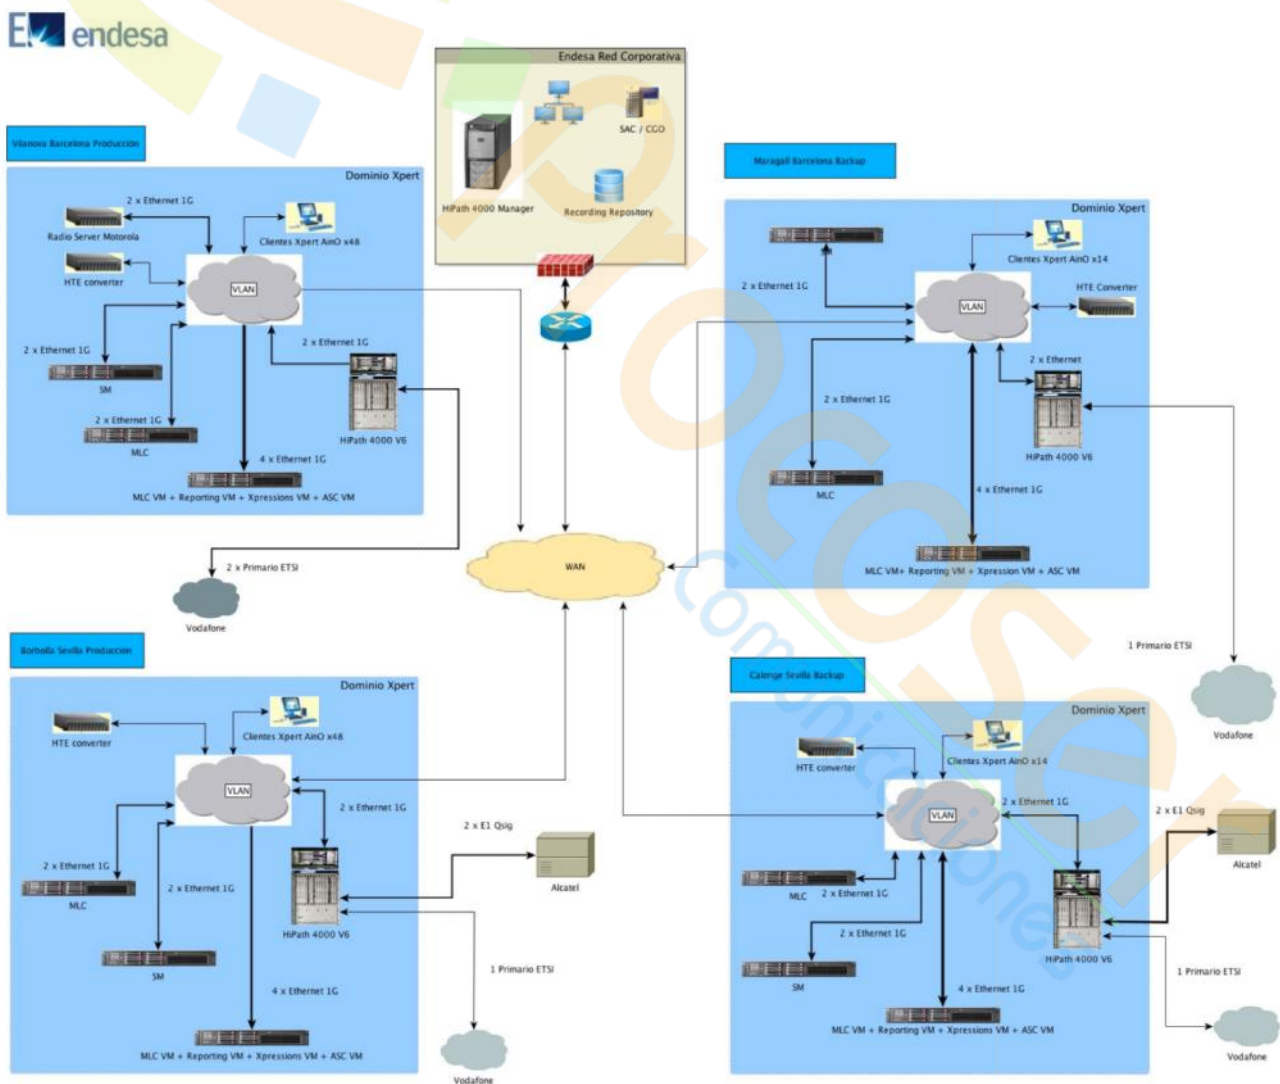 endesa
Endesa Red Corporativa
SAC / CGO
HiPath 4000 Manager
Recording Repository
Vilanova Barcelona Producción
Dominio Xpert
2 x Ethernet 1G
Radio Server Motorola
Clientes Xpert AinO x48
HTE converter
VLAN
2 x Ethernet 1G
2 x Ethernet 1G
SM
2 x Ethernet 1G
MLC
HiPath 4000 V6
4 x Ethernet 1G
MLC VM + Reporting VM + Xpressions VM + ASC VM
2 x Primario ETSI
Vodafone
Maragall Barcelona Backup
Dominio Xpert
SM
Clientes Xpert AinO x14
2 x Ethernet 1G
HTE Converter
VLAN
2 x Ethernet
2 x Ethernet 1G
HiPath 4000 V6
MLC
4 x Ethernet 1G
MLC VM+ Reporting VM + Xpression VM + ASC VM
1 Primario ETSI
Vodafone
WAN
Borbolla Sevilla Producción
Dominio Xpert
HTE converter
Clientes Xpert AinO x48
VLAN
2 x Ethernet 1G
2 x E1 Qsig
Alcatel
2 x Ethernet 1G
MLC
2 x Ethernet 1G
HiPath 4000 V6
SM
4 x Ethernet 1G
1 Primario ETSI
MLC VM + Reporting VM + Xpressions VM + ASC VM
Vodafone
Calenge Sevilla Backup
Dominio Xpert
HTE converter
Clientes Xpert AinO x14
VLAN
2 x Ethernet 1G
2 x E1 Qsig
Alcatel
MLC
2 x Ethernet 1G
2 x Ethernet 1G
HiPath 4000 V6
SM
4 x Ethernet 1G
1 Primario ETSI
MLC VM + Reporting VM + Xpressions VM + ASC VM
Vodafone
Procoser
comunicaciones